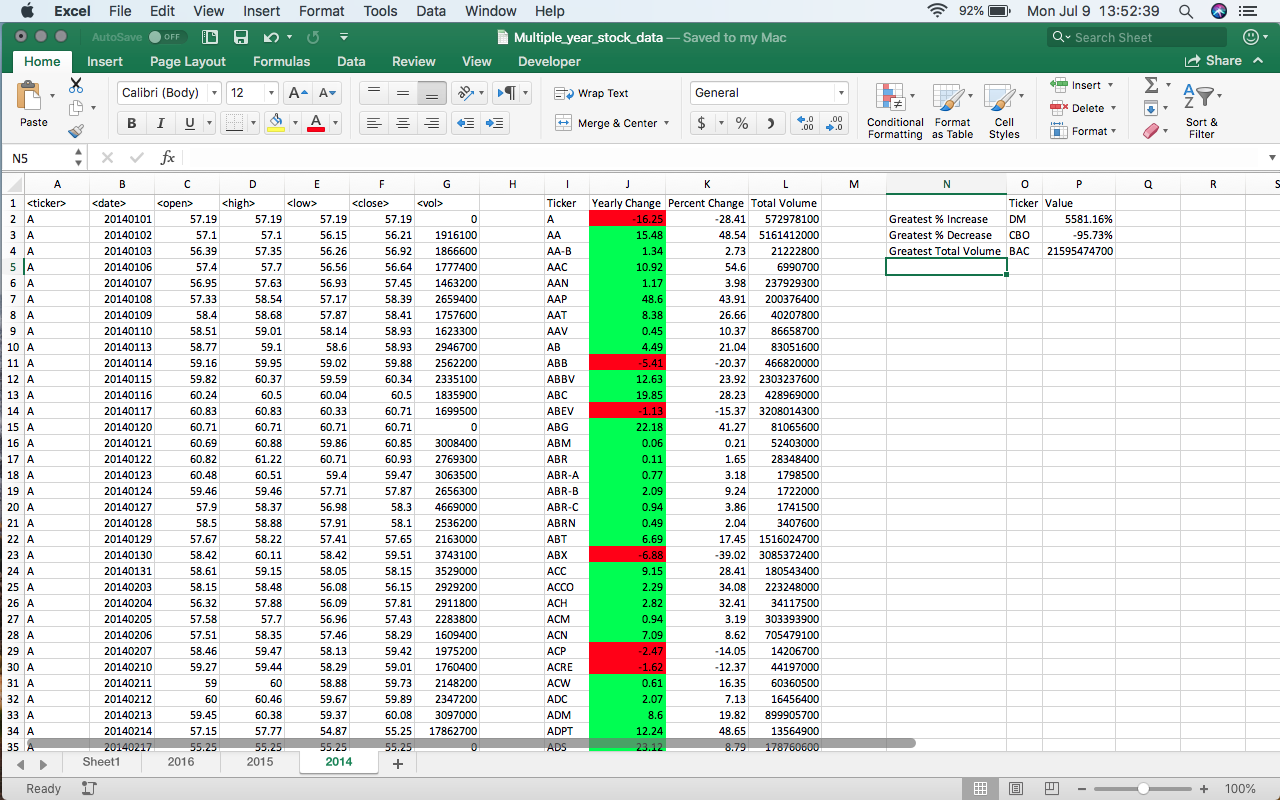 Excel File Edit View Insert Format Tools Data Window Help 92% Mon Jul 9 13:52:39
AutoSave OFF Multiple_year_stock_data — Saved to my Mac Search Sheet
Home Insert Page Layout Formulas Data Review View Developer Share
Paste Calibri (Body) 12 A A Wrap Text General Conditional Formatting Format as Table Cell Styles Insert Delete Format Sort & Filter
B I U A Merge & Center $ % )
N5 fx
A B C D E F G H I J K L M N O P Q R S
1 <ticker> <date> <open> <high> <low> <close> <vol> Ticker Yearly Change Percent Change Total Volume Ticker Value
2 A 20140101 57.19 57.19 57.19 57.19 0 A -16.25 -28.41 572978100 Greatest % Increase DM 5581.16%
3 A 20140102 57.1 57.1 56.15 56.21 1916100 AA 15.48 48.54 5161412000 Greatest % Decrease CBO -95.73%
4 A 20140103 56.39 57.35 56.26 56.92 1866600 AA-B 1.34 2.73 21222800 Greatest Total Volume BAC 21595474700
5 A 20140106 57.4 57.7 56.56 56.64 1777400 AAC 10.92 54.6 6990700
6 A 20140107 56.95 57.63 56.93 57.45 1463200 AAN 1.17 3.98 237929300
7 A 20140108 57.33 58.54 57.17 58.39 2659400 AAP 48.6 43.91 200376400
8 A 20140109 58.4 58.68 57.87 58.41 1757600 AAT 8.38 26.66 40207800
9 A 20140110 58.51 59.01 58.14 58.93 1623300 AAV 0.45 10.37 86658700
10 A 20140113 58.77 59.1 58.6 58.93 2946700 AB 4.49 21.04 83051600
11 A 20140114 59.16 59.95 59.02 59.88 2562200 ABB -5.41 -20.37 466820000
12 A 20140115 59.82 60.37 59.59 60.34 2335100 ABBV 12.63 23.92 2303237600
13 A 20140116 60.24 60.5 60.04 60.5 1835900 ABC 19.85 28.23 428969000
14 A 20140117 60.83 60.83 60.33 60.71 1699500 ABEV -1.13 -15.37 3208014300
15 A 20140120 60.71 60.71 60.71 60.71 0 ABG 22.18 41.27 81065600
16 A 20140121 60.69 60.88 59.86 60.85 3008400 ABM 0.06 0.21 52403000
17 A 20140122 60.82 61.22 60.71 60.93 2769300 ABR 0.11 1.65 28348400
18 A 20140123 60.48 60.51 59.4 59.47 3063500 ABR-A 0.77 3.18 1798500
19 A 20140124 59.46 59.46 57.71 57.87 2656300 ABR-B 2.09 9.24 1722000
20 A 20140127 57.9 58.37 56.98 58.3 4669000 ABR-C 0.94 3.86 1741500
21 A 20140128 58.5 58.88 57.91 58.1 2536200 ABRN 0.49 2.04 3407600
22 A 20140129 57.67 58.22 57.41 57.65 2163000 ABT 6.69 17.45 1516024700
23 A 20140130 58.42 60.11 58.42 59.51 3743100 ABX -6.88 -39.02 3085372400
24 A 20140131 58.61 59.15 58.05 58.15 3529000 ACC 9.15 28.41 180543400
25 A 20140203 58.15 58.48 56.08 56.15 2929200 ACCO 2.29 34.08 223248000
26 A 20140204 56.32 57.88 56.09 57.81 2911800 ACH 2.82 32.41 34117500
27 A 20140205 57.58 57.7 56.96 57.43 2283800 ACM 0.94 3.19 303393900
28 A 20140206 57.51 58.35 57.46 58.29 1609400 ACN 7.09 8.62 705479100
29 A 20140207 58.46 59.47 58.13 59.42 1975200 ACP -2.47 -14.05 14206700
30 A 20140210 59.27 59.44 58.29 59.01 1760400 ACRE -1.62 -12.37 44197000
31 A 20140211 59 60 58.88 59.73 2148200 ACW 0.61 16.35 60360500
32 A 20140212 60 60.46 59.67 59.89 2347200 ADC 2.07 7.13 16456400
33 A 20140213 59.45 60.38 59.37 60.08 3097000 ADM 8.6 19.82 899905700
34 A 20140214 57.15 57.77 54.87 55.25 17862700 ADPT 12.24 48.65 13564900
35 A 20140217 55.25 55.25 55.25 55.25 0 ADS 23.12 8.79 178760600
Sheet1 2016 2015 2014 +
Ready 100%